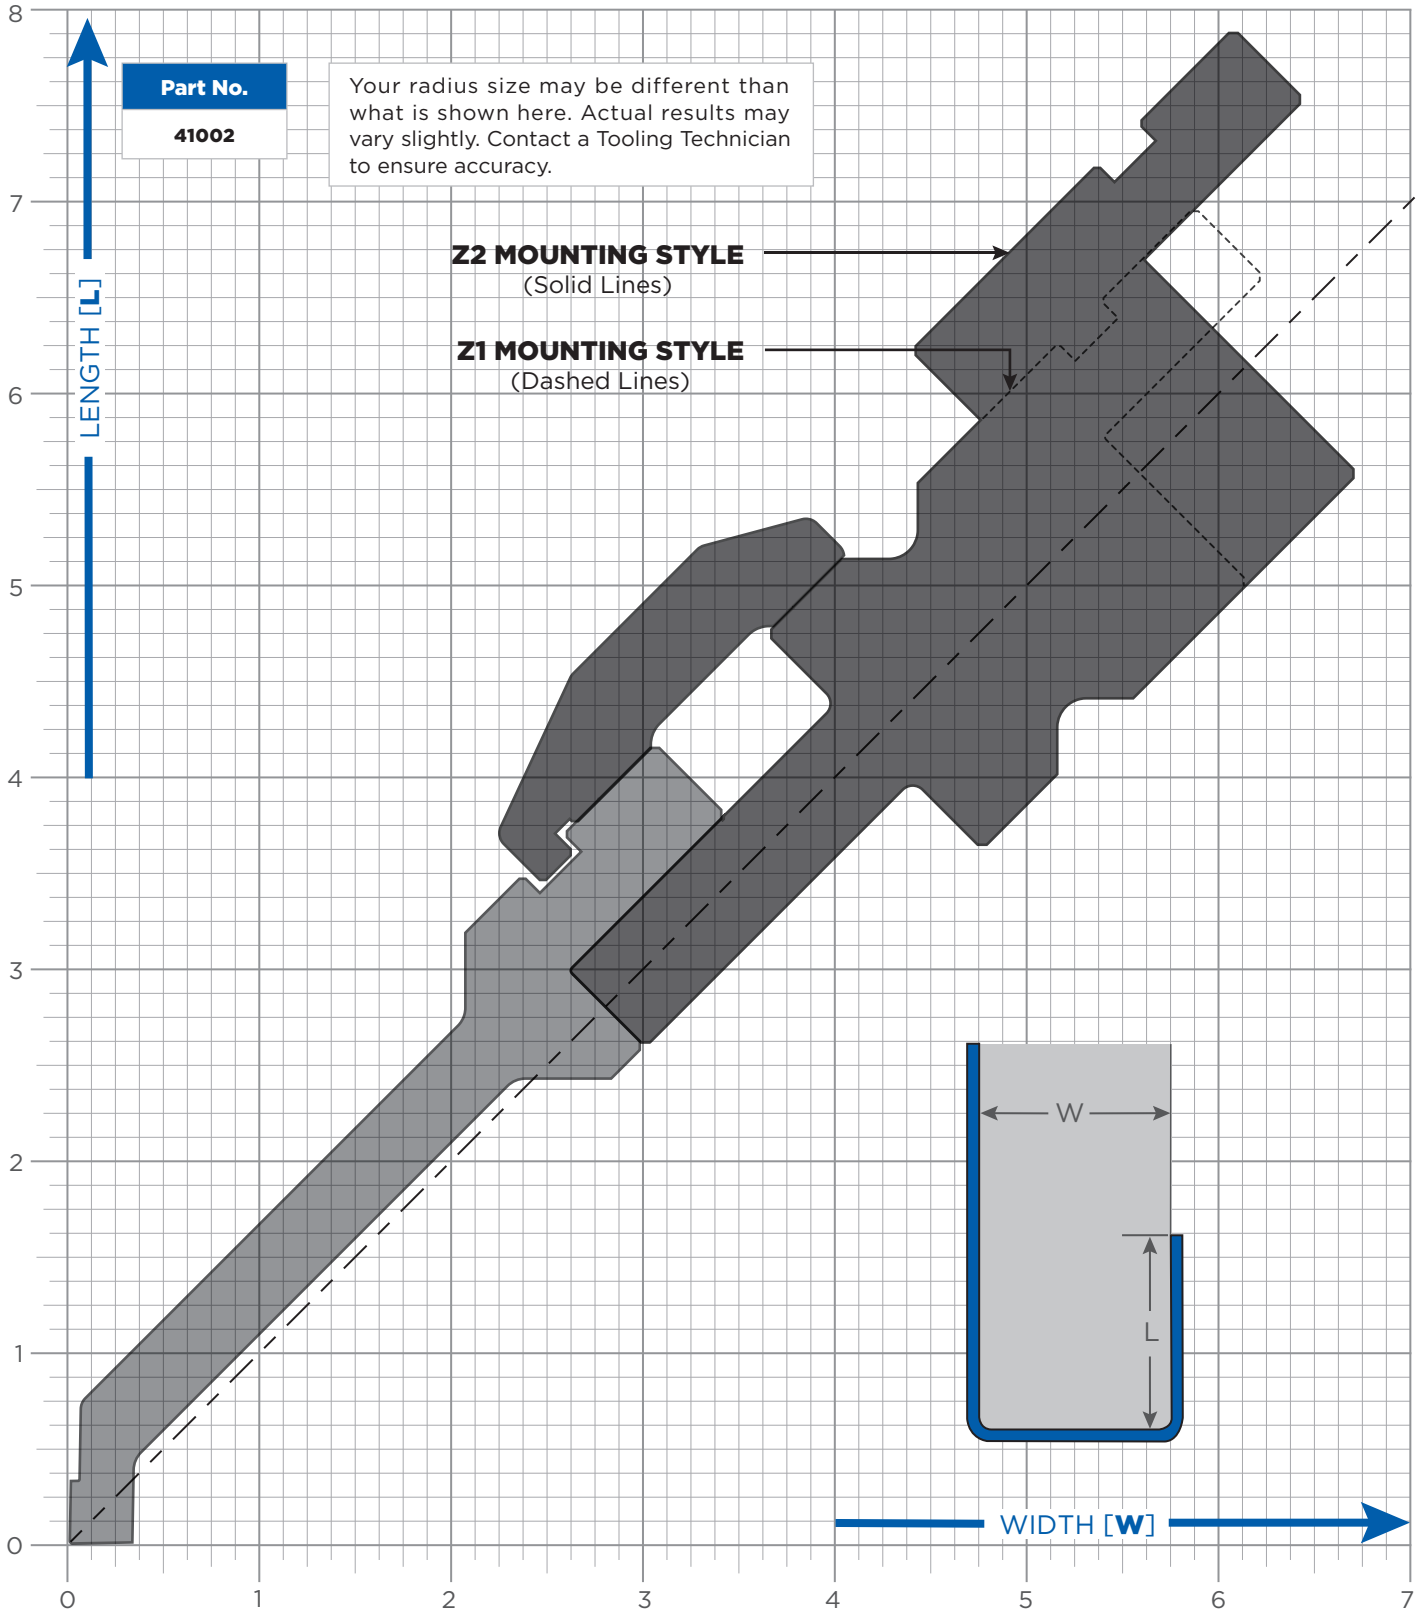 8
Part No.
41002
Your radius size may be different than
what is shown here. Actual results may
vary slightly. Contact a Tooling Technician
to ensure accuracy.
7
Z2 MOUNTING STYLE
(Solid Lines)
LENGTH [L]
Z1 MOUNTING STYLE
(Dashed Lines)
6
5
4
3
W
2
L
1
WIDTH [W]
0
0 1 2 3 4 5 6 7